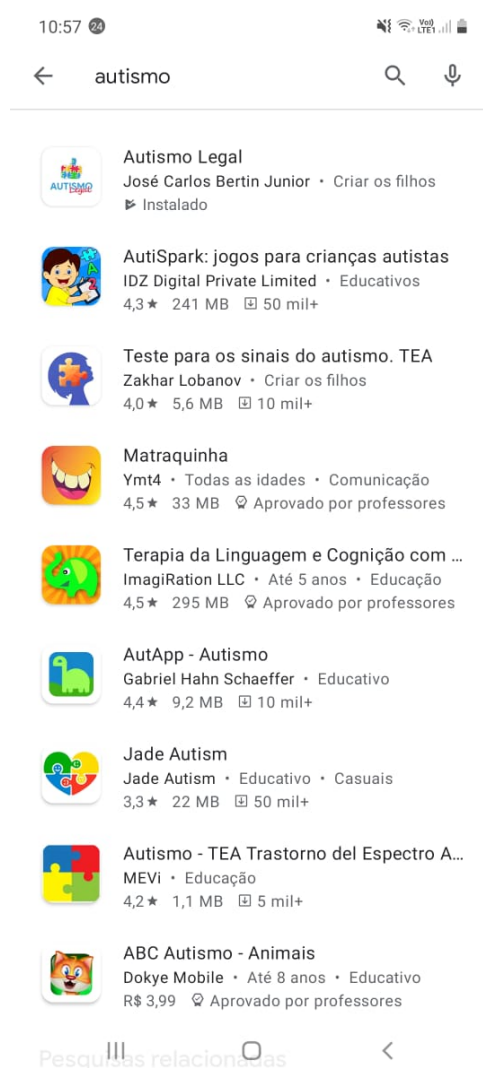 10:57 24 Vo) LTE1
autismo
AUTISMO Legal
Autismo Legal
José Carlos Bertin Junior • Criar os filhos
Instalado
AutiSpark: jogos para crianças autistas
IDZ Digital Private Limited • Educativos
4,3★ 241 MB 50 mil+
Teste para os sinais do autismo. TEA
Zakhar Lobanov • Criar os filhos
4,0★ 5,6 MB 10 mil+
Matraquinha
Ymt4 • Todas as idades • Comunicação
4,5★ 33 MB Aprovado por professores
Terapia da Linguagem e Cognição com ...
ImagiRation LLC • Até 5 anos • Educação
4,5★ 295 MB Aprovado por professores
AutApp - Autismo
Gabriel Hahn Schaeffer • Educativo
4,4★ 9,2 MB 10 mil+
Jade Autism
Jade Autism • Educativo • Casuais
3,3★ 22 MB 50 mil+
Autismo - TEA Trastorno del Espectro A...
MEVi • Educação
4,2★ 1,1 MB 5 mil+
ABC Autismo - Animais
Dokye Mobile • Até 8 anos • Educativo
R$ 3,99 Aprovado por professores
Pesquisas relacionadas